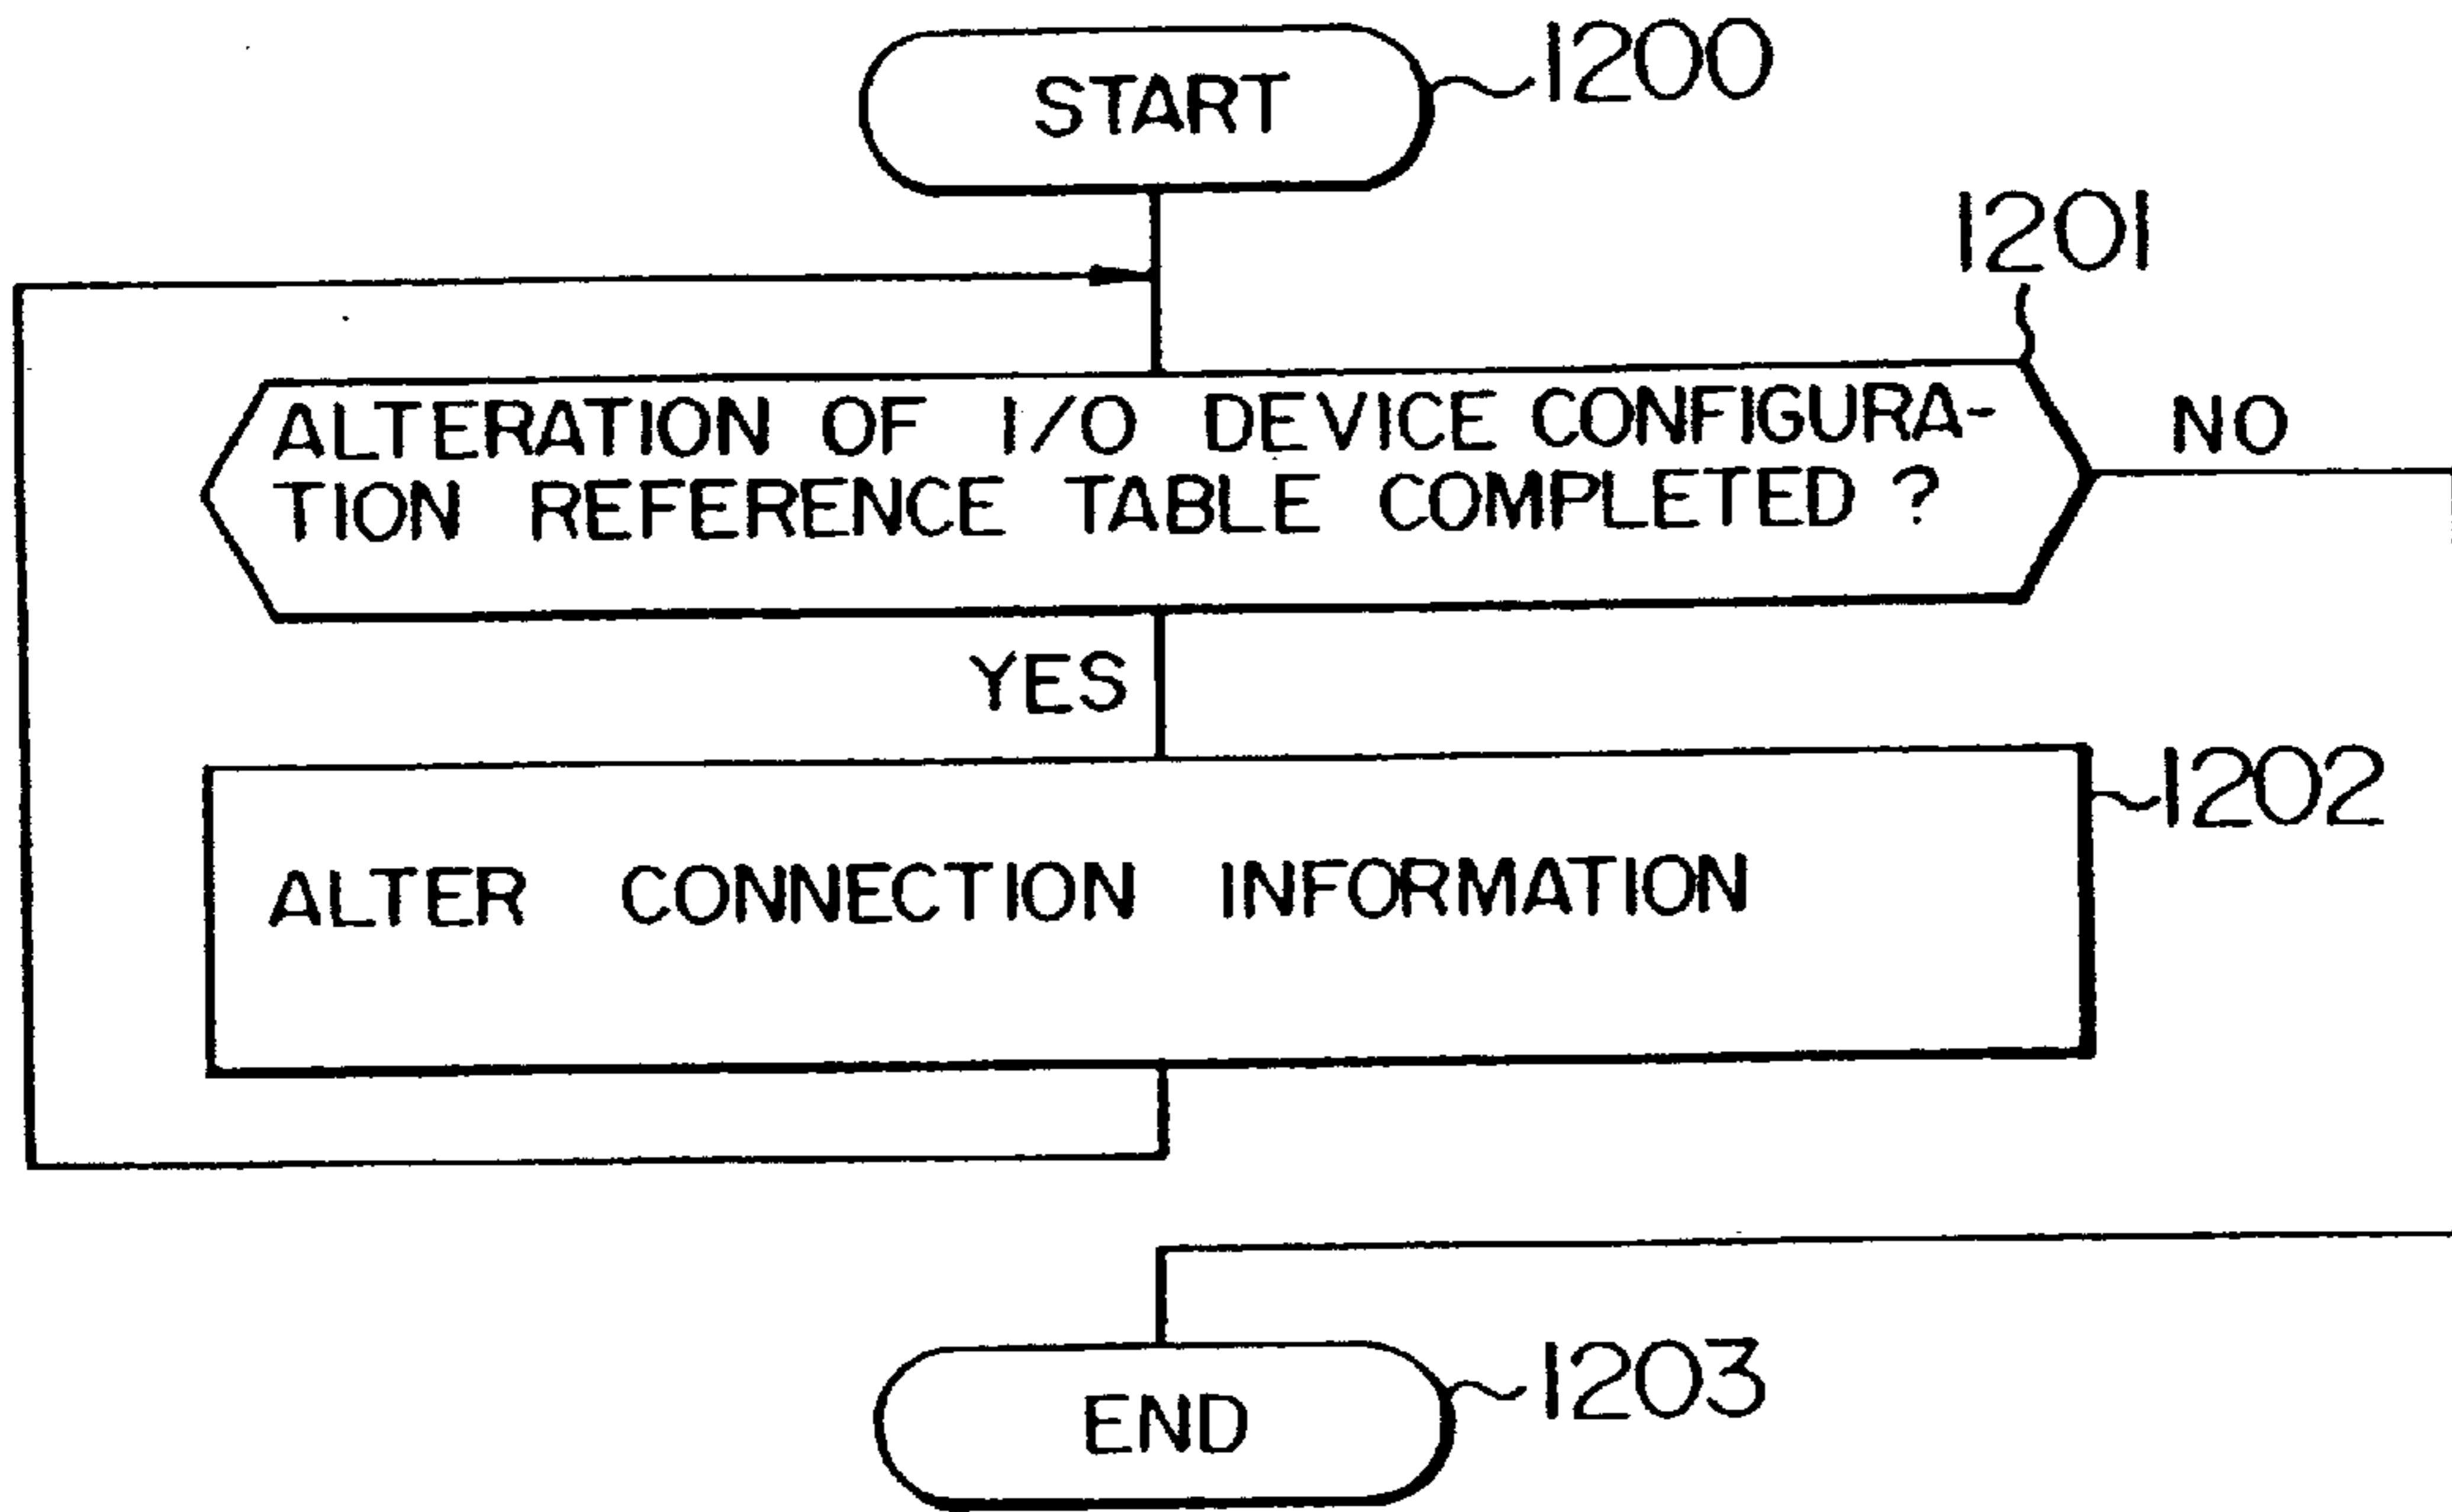 START
1200
1201
ALTERATION OF I/O DEVICE CONFIGURA-
TION REFERENCE TABLE COMPLETED ?
NO
YES
1202
ALTER CONNECTION INFORMATION
END
1203